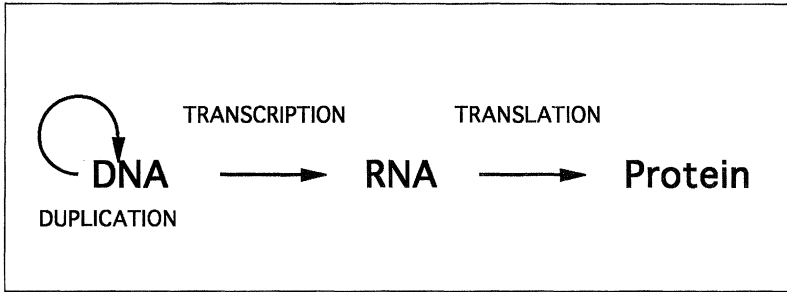 TRANSCRIPTION TRANSLATION
DNA RNA Protein
DUPLICATION